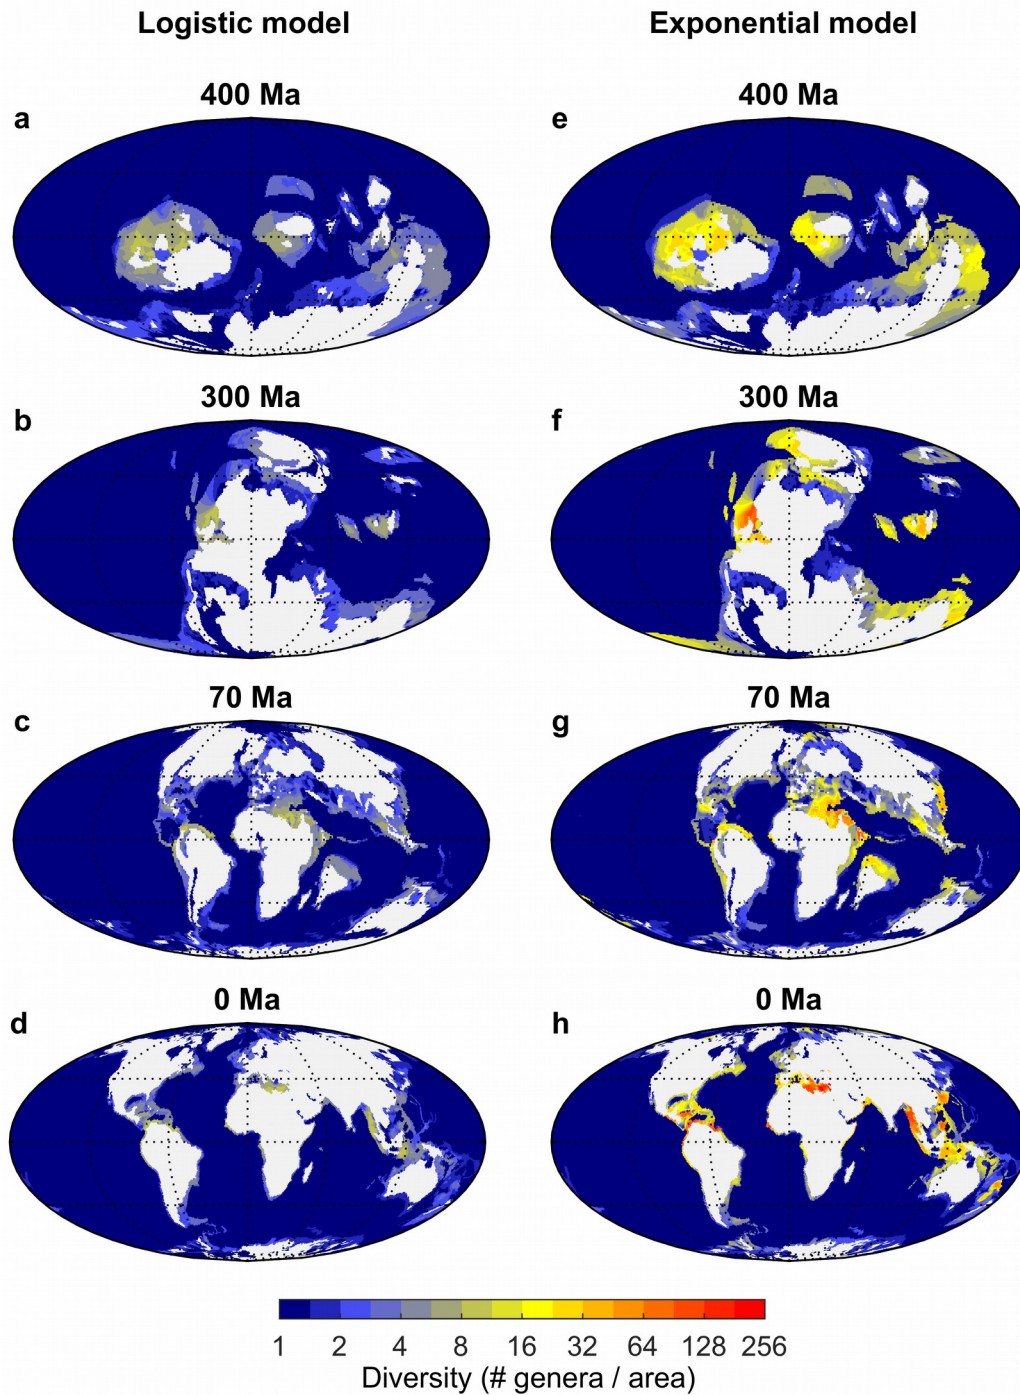 Logistic model
Exponential model
400 Ma
400 Ma
a
e
300 Ma
300 Ma
b
f
70 Ma
70 Ma
c
g
0 Ma
0 Ma
d
h
1 2 4 8 16 32 64 128 256
Diversity (# genera / area)